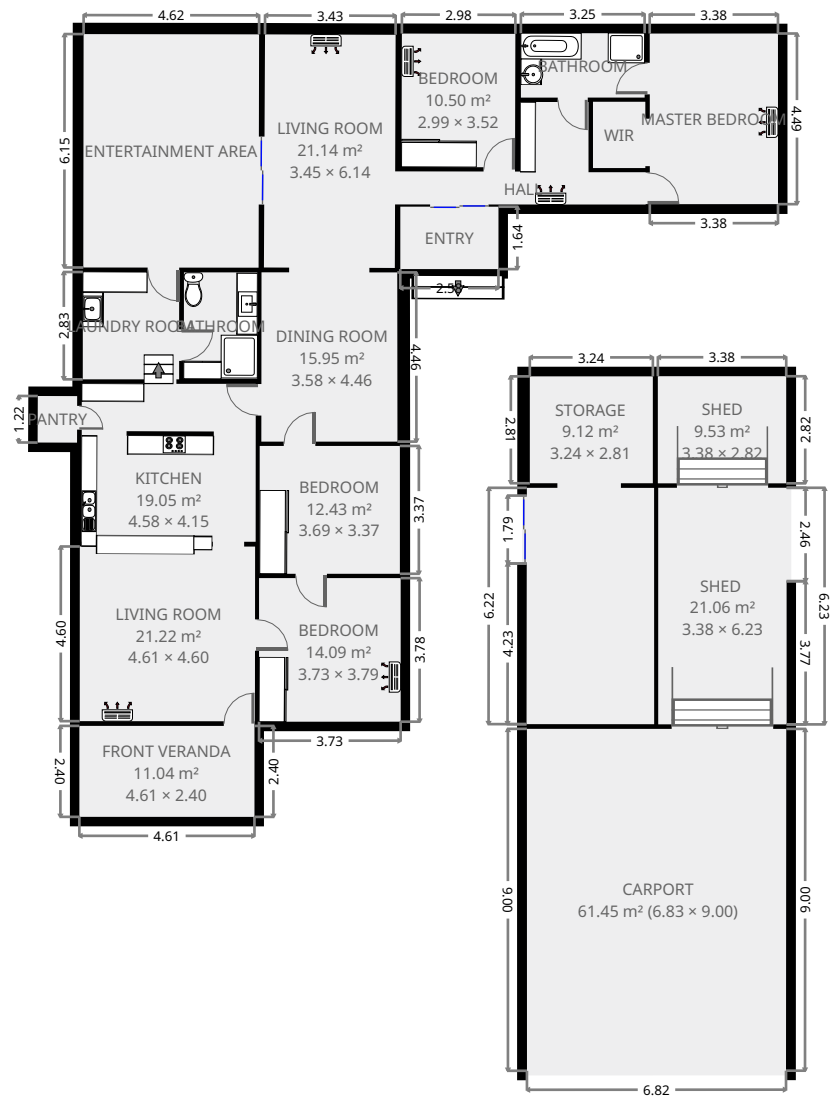 4.62
3.43
2.98
3.25
3.38
BATHROOM
BEDROOM
10.50 m²
2.99 × 3.52
MASTER BEDROOM
4.49
LIVING ROOM
21.14 m²
3.45 × 6.14
WIR
6.15
ENTERTAINMENT AREA
HALL
3.38
ENTRY
1.64
2.83
LAUNDRY ROOM
BATHROOM
DINING ROOM
15.95 m²
3.58 × 4.46
4.46
1.22
PANTRY
KITCHEN
19.05 m²
4.58 × 4.15
BEDROOM
12.43 m²
3.69 × 3.37
3.37
4.60
LIVING ROOM
21.22 m²
4.61 × 4.60
BEDROOM
14.09 m²
3.73 × 3.79
3.78
3.73
FRONT VERANDA
11.04 m²
4.61 × 2.40
2.40
2.40
4.61
3.24
3.38
2.81
STORAGE
9.12 m²
3.24 × 2.81
SHED
9.53 m²
3.38 × 2.82
2.82
1.79
2.46
6.22
4.23
SHED
21.06 m²
3.38 × 6.23
6.23
3.77
9.00
CARPORT
61.45 m² (6.83 × 9.00)
9.00
6.82